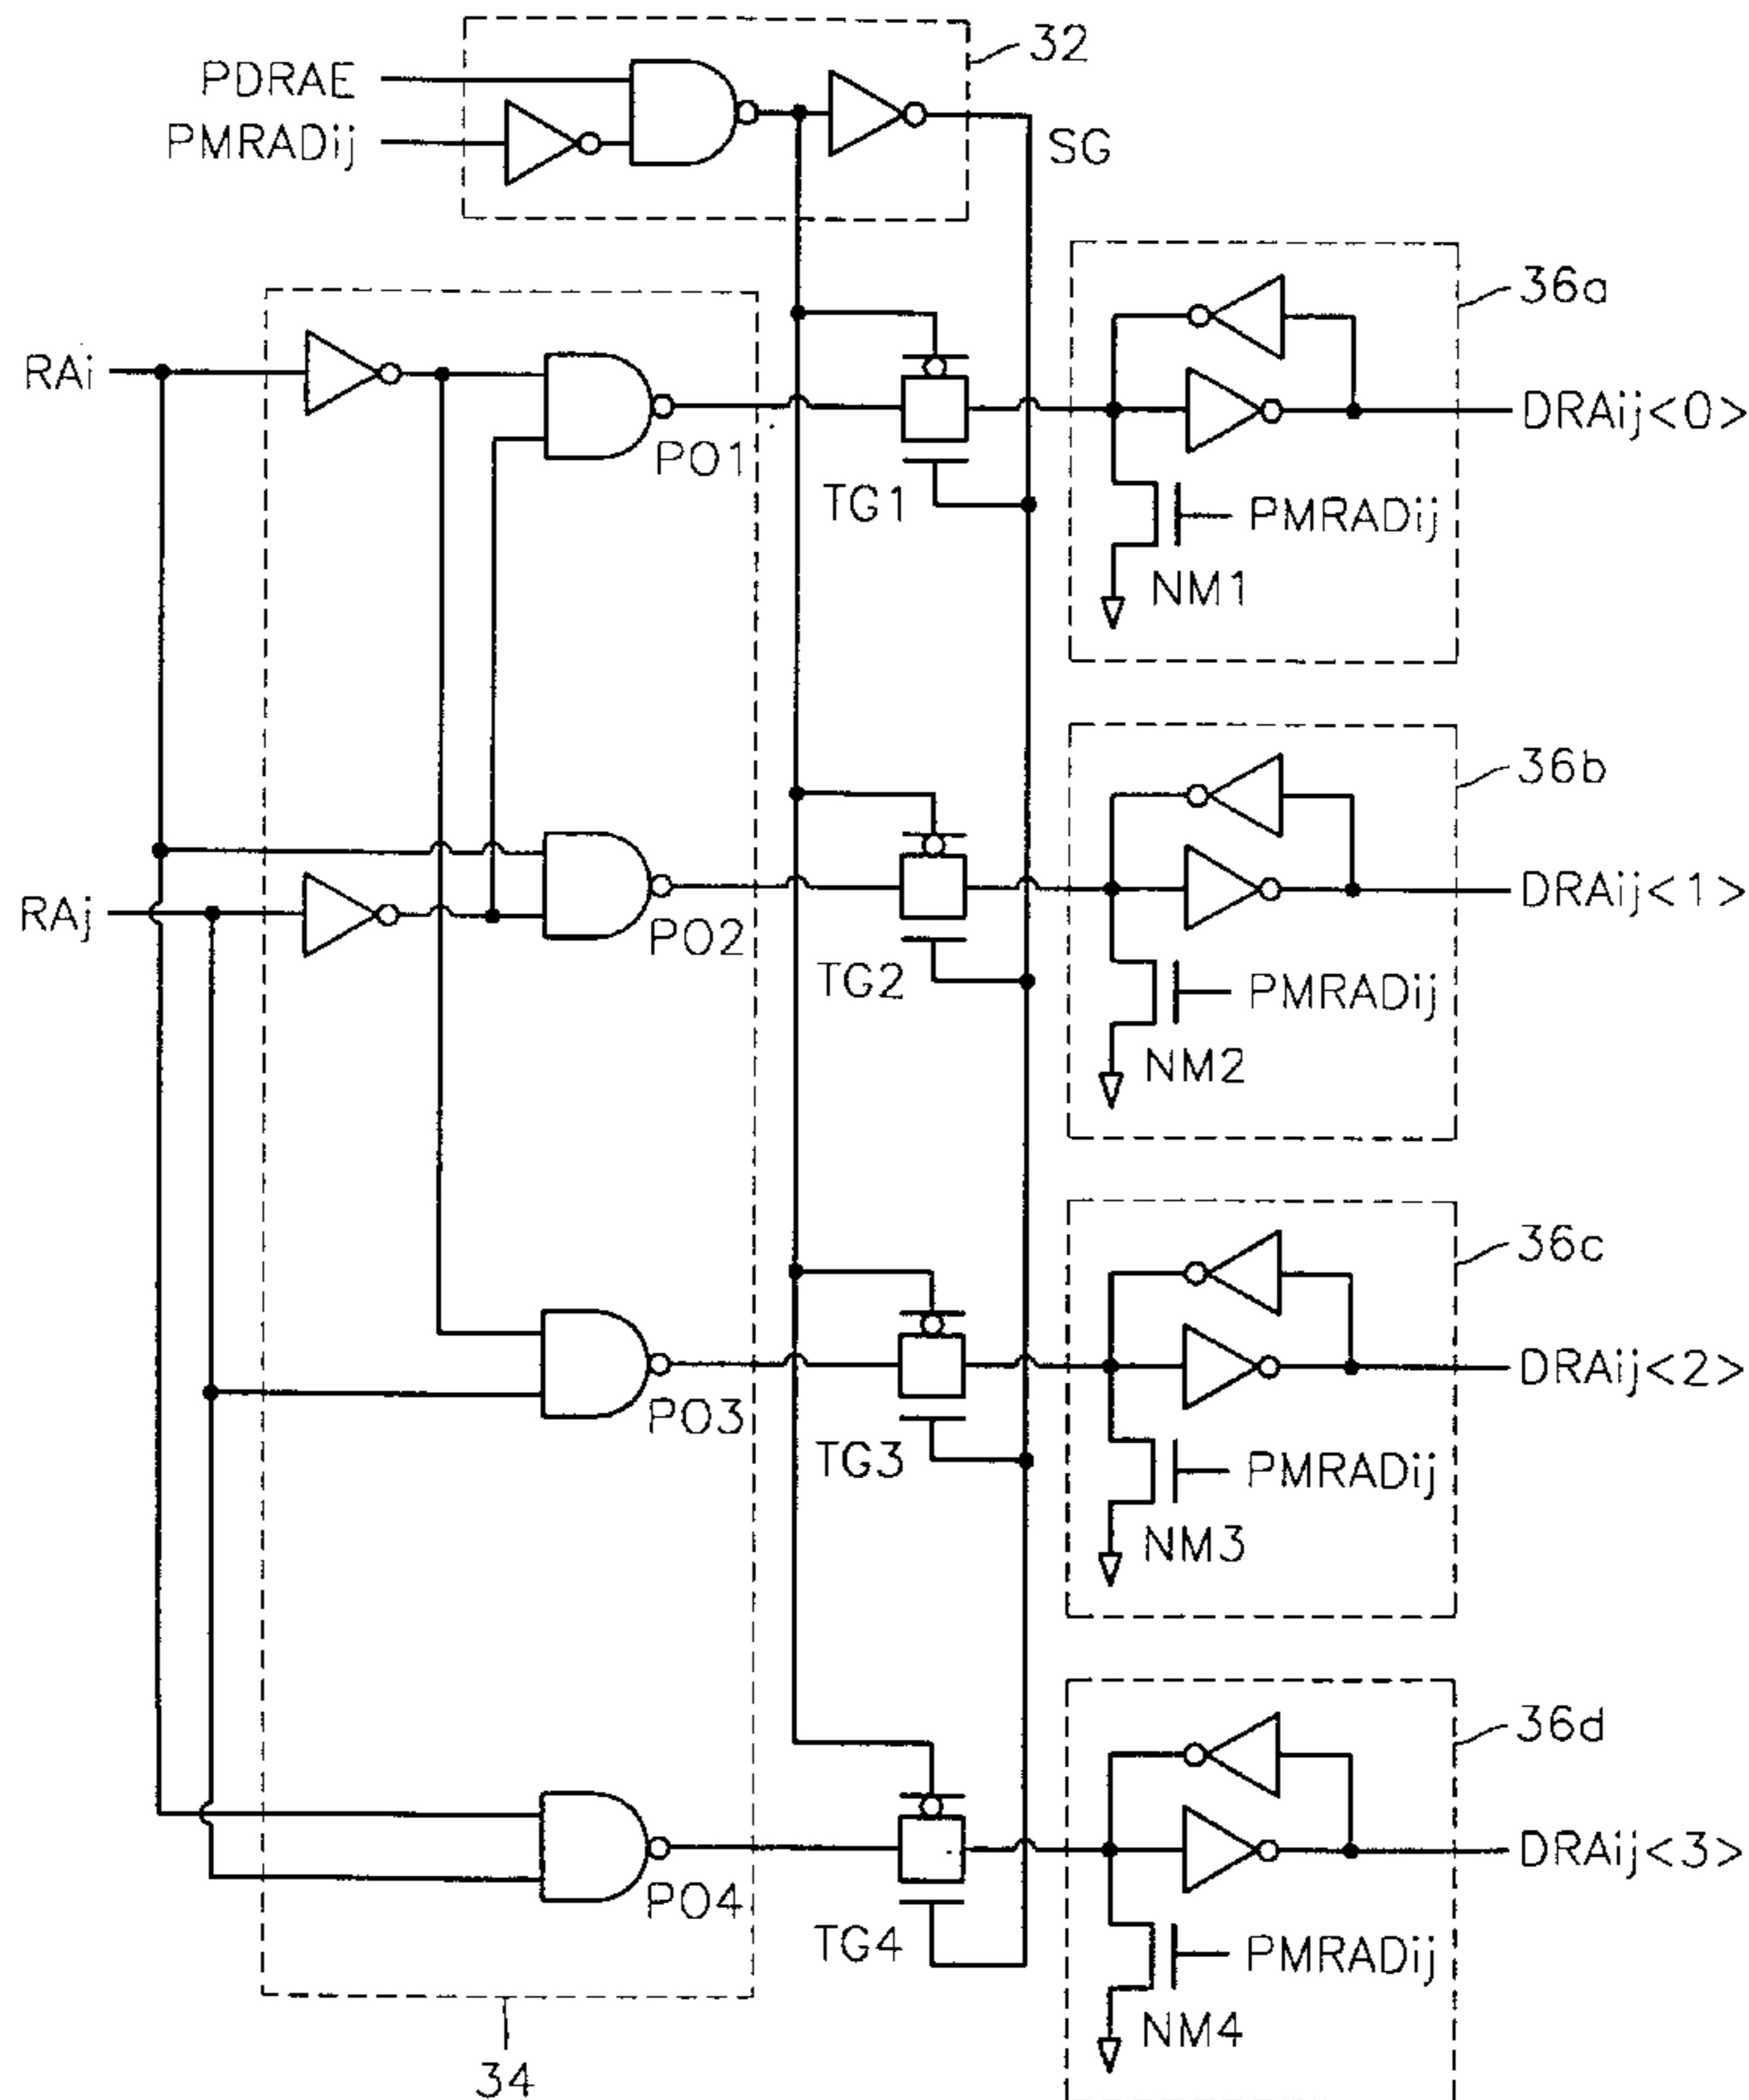 32
PDRAE
PMRADij
SG
36a
RAi
PO1
DRAij<0>
TG1
PMRADij
NM1
36b
RAj
PO2
DRAij<1>
TG2
PMRADij
NM2
36c
PO3
DRAij<2>
TG3
PMRADij
NM3
36d
PO4
DRAij<3>
TG4
PMRADij
NM4
34